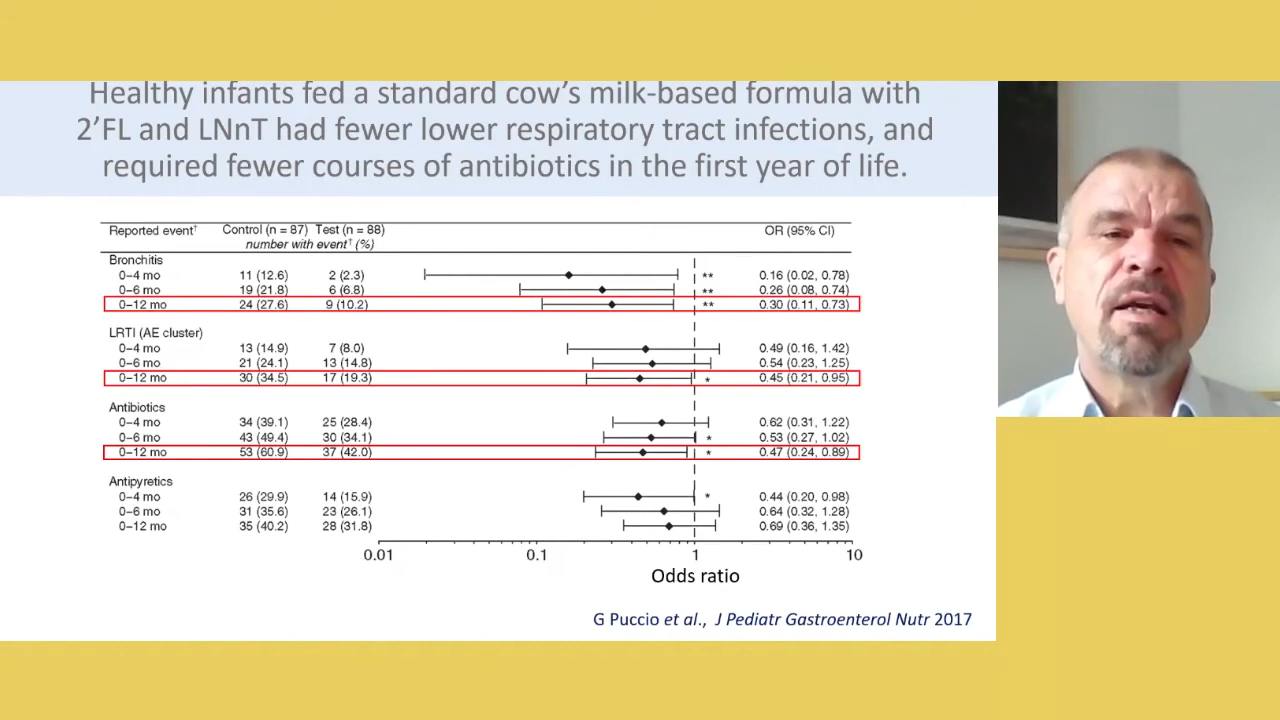 Healthy infants fed a standard cow’s milk-based formula with
2’FL and LNnT had fewer lower respiratory tract infections, and
required fewer courses of antibiotics in the first year of life.
Reported event† Control (n = 87) Test (n = 88) OR (95% CI)
number with event† (%)
Bronchitis
0–4 mo 11 (12.6) 2 (2.3) ** 0.16 (0.02, 0.78)
0–6 mo 19 (21.8) 6 (6.8) ** 0.26 (0.08, 0.74)
0–12 mo 24 (27.6) 9 (10.2) ** 0.30 (0.11, 0.73)
LRTI (AE cluster)
0–4 mo 13 (14.9) 7 (8.0) 0.49 (0.16, 1.42)
0–6 mo 21 (24.1) 13 (14.8) 0.54 (0.23, 1.25)
0–12 mo 30 (34.5) 17 (19.3) * 0.45 (0.21, 0.95)
Antibiotics
0–4 mo 34 (39.1) 25 (28.4) 0.62 (0.31, 1.22)
0–6 mo 43 (49.4) 30 (34.1) * 0.53 (0.27, 1.02)
0–12 mo 53 (60.9) 37 (42.0) * 0.47 (0.24, 0.89)
Antipyretics
0–4 mo 26 (29.9) 14 (15.9) * 0.44 (0.20, 0.98)
0–6 mo 31 (35.6) 23 (26.1) 0.64 (0.32, 1.28)
0–12 mo 35 (40.2) 28 (31.8) 0.69 (0.36, 1.35)
0.01 0.1 1 10
Odds ratio
G Puccio et al., J Pediatr Gastroenterol Nutr 2017